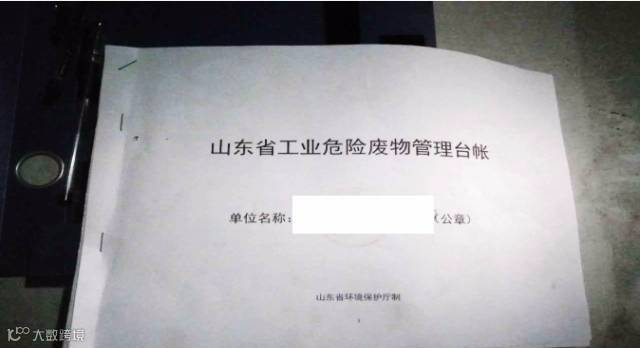 山东省工业危险废物管理台帐
单位名称:(公章)
山东省环境保护厅制
大数跨境